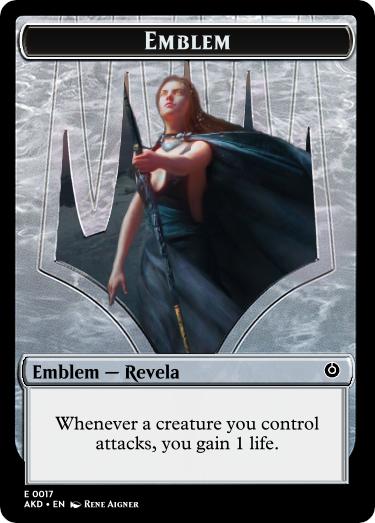 EMBLEM
Emblem — Revela
Whenever a creature you control
attacks, you gain 1 life.
E 0017
AKD • EN RENE AIGNER